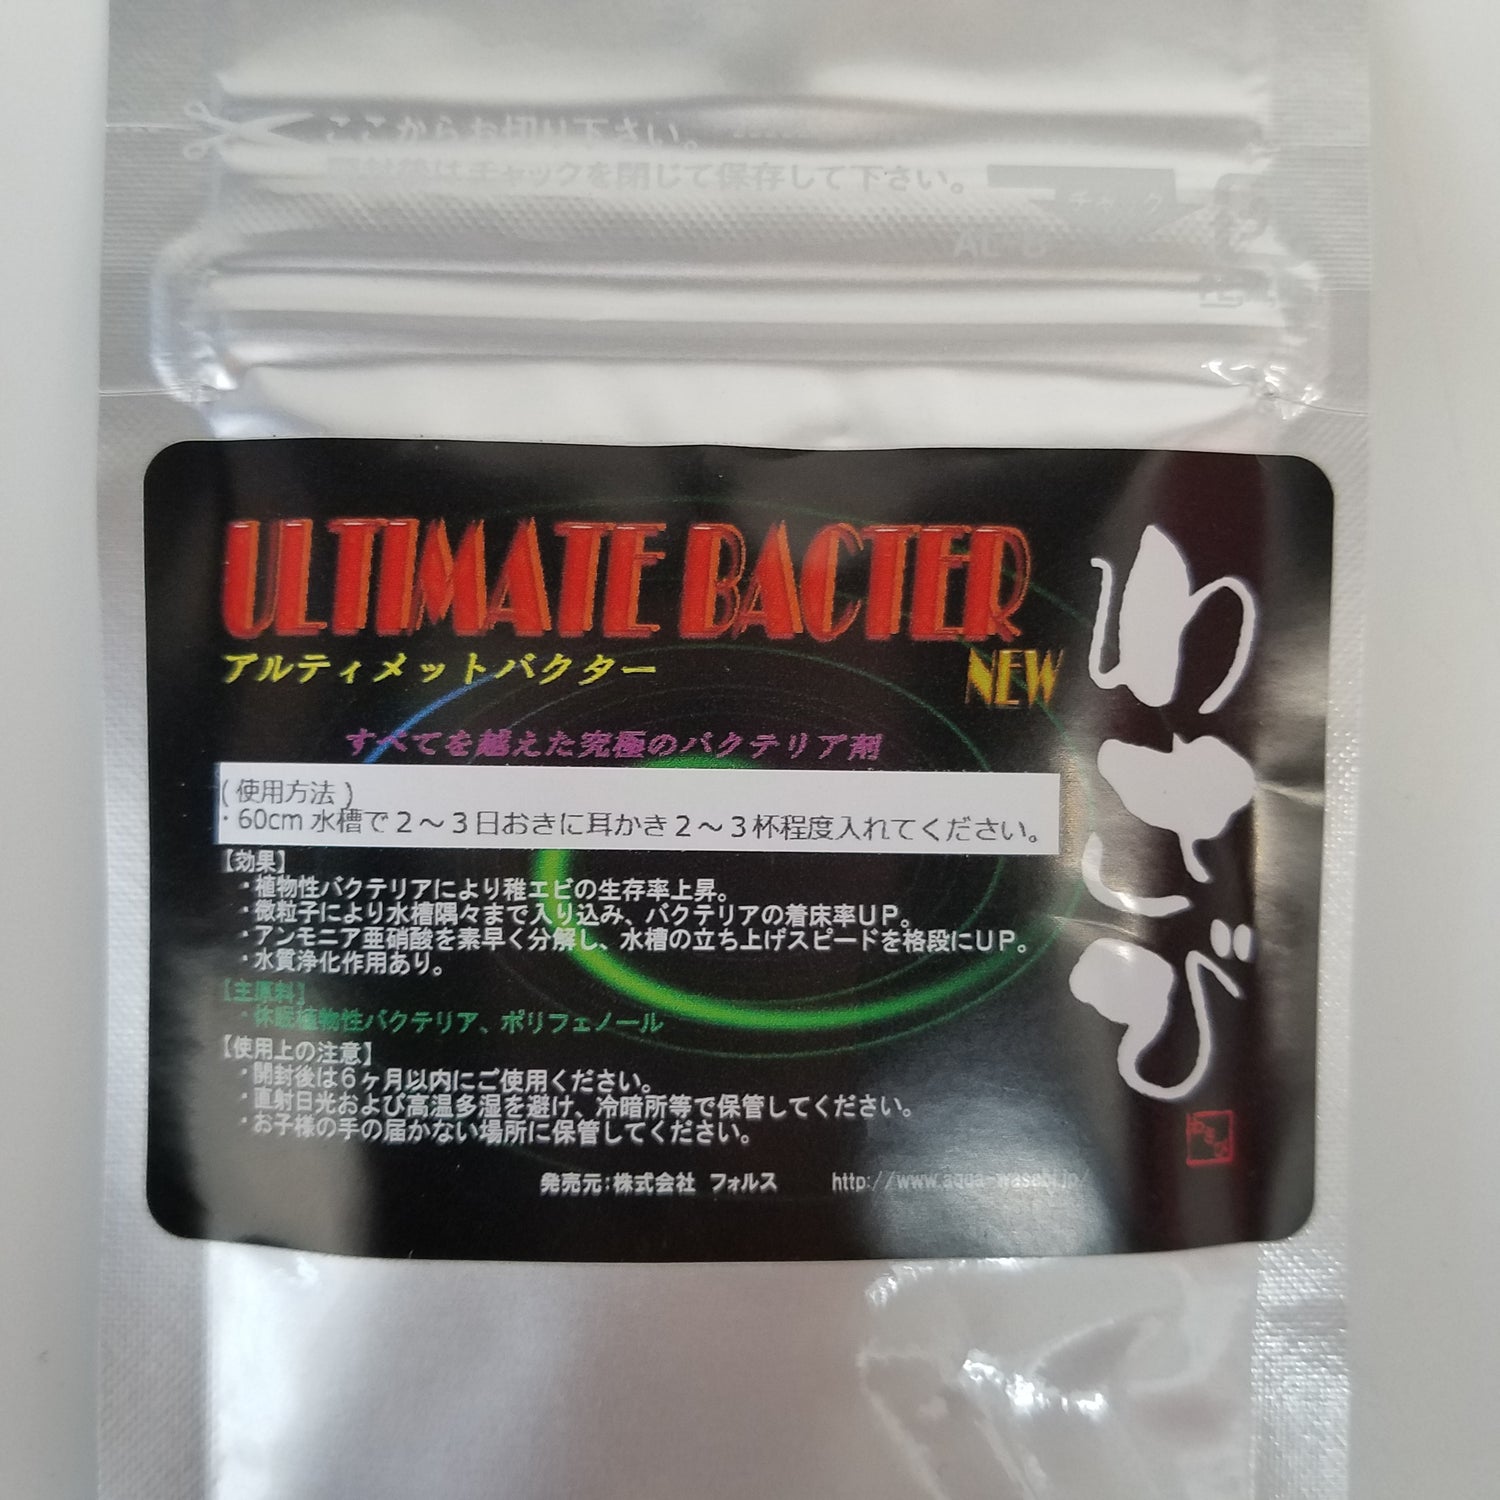 ここからお切り下さい。
開封後はチャックを閉じて保存して下さい。
チャック
AL-
ULTIMATE BACTER
アルティメットバクター
NEW
わさび
すべてを越えた究極のバクテリア剤
( 使用方法 )
・60cm 水槽で２～３日おきに耳かき２～３杯程度入れてください。
【効果】
・植物性バクテリアにより稚エビの生存率上昇。
・微粒子により水槽隅々まで入り込み、バクテリアの着床率UP。
・アンモニア亜硝酸を素早く分解し、水槽の立ち上げスピードを格段にUP。
・水質浄化作用あり。
【主原料】
・休眠植物性バクテリア、ポリフェノール
【使用上の注意】
・開封後は6ヶ月以内にご使用ください。
・直射日光および高温多湿を避け、冷暗所等で保管してください。
・お子様の手の届かない場所に保管してください。
わさび
発売元:株式会社 フォルス http://www.aqua-wasabi.jp/